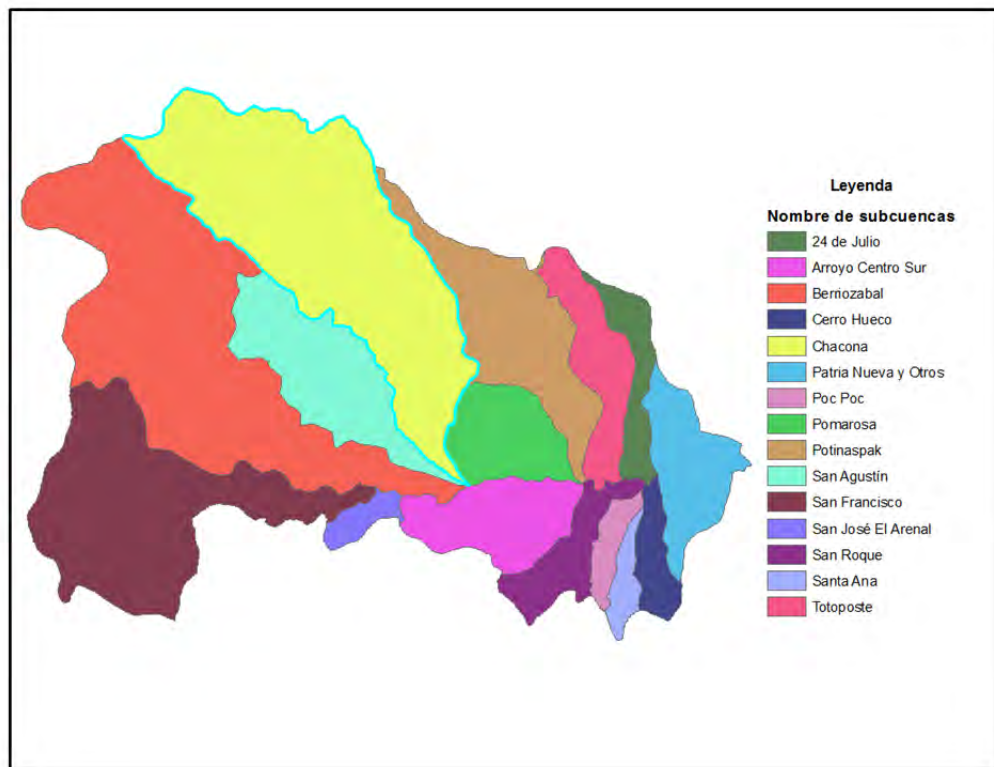 Leyenda
Nombre de subcuencas
24 de Julio
Arroyo Centro Sur
Berriozabal
Cerro Hueco
Chacona
Patria Nueva y Otros
Poc Poc
Pomarosa
Potinaspak
San Agustín
San Francisco
San José El Arenal
San Roque
Santa Ana
Totoposte